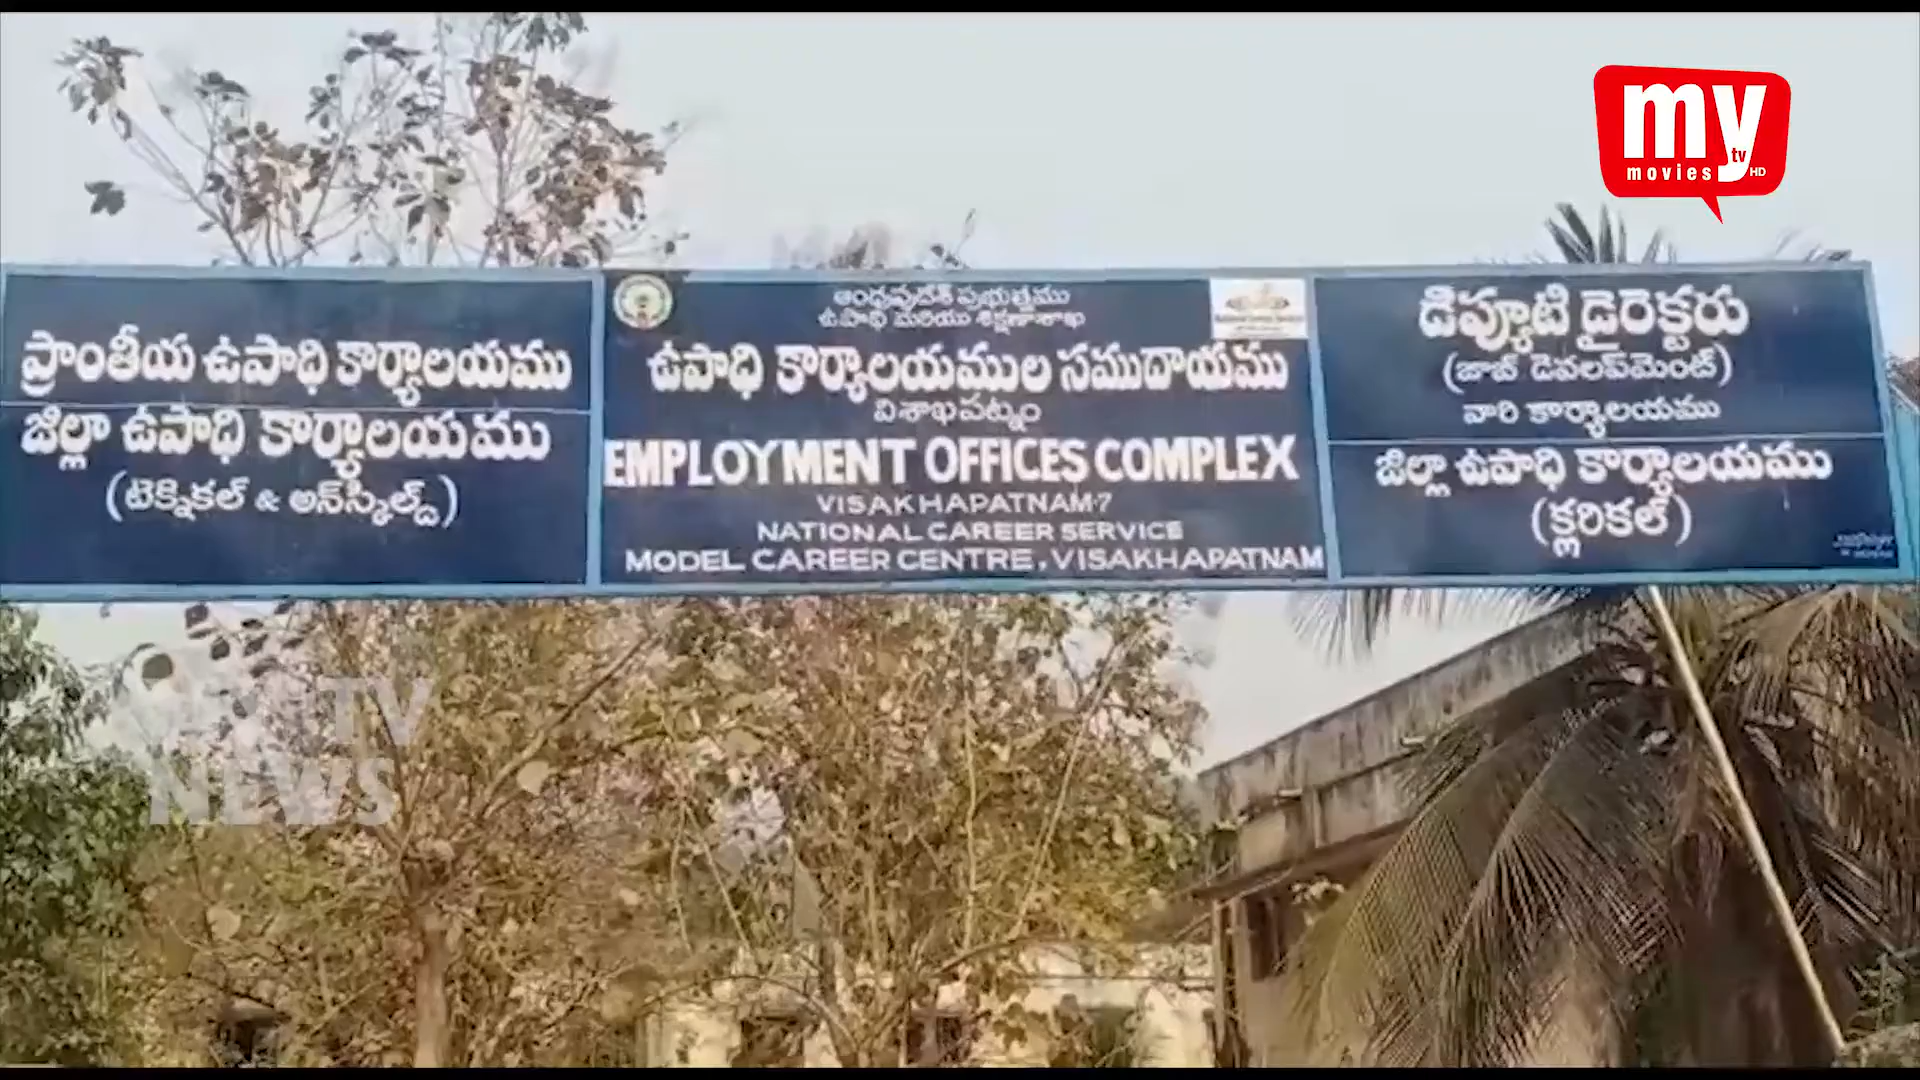 my
tv
movies HD
ప్రాంతీయ ఉపాధి కార్యాలయము
జిల్లా ఉపాధి కార్యాలయము
(టెక్నికల్ & అన్‌స్కిల్డ్)
ఆంధ్రప్రదేశ్ ప్రభుత్వము
ఉపాధి మరియు శిక్షణాశాఖ
ఉపాధి కార్యాలయముల సముదాయము
విశాఖపట్నం
EMPLOYMENT OFFICES COMPLEX
VISAKHAPATNAM-7
NATIONAL CAREER SERVICE
MODEL CAREER CENTRE, VISAKHAPATNAM
డిప్యూటి డైరెక్టరు
(జాబ్ డెవలప్‌మెంట్)
వారి కార్యాలయము
జిల్లా ఉపాధి కార్యాలయము
(క్లరికల్)
TV
NEWS